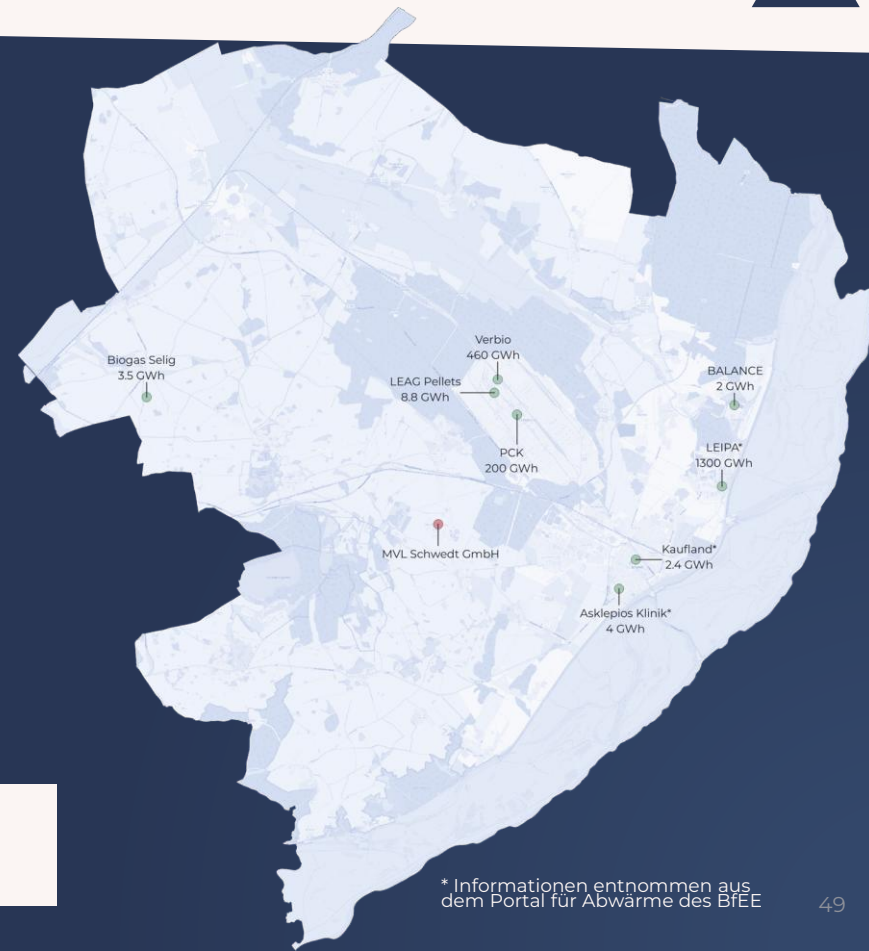 Verbio
460 GWh
Biogas Selig
3.5 GWh
LEAG Pellets
8.8 GWh
BALANCE
2 GWh
PCK
200 GWh
LEIPA*
1300 GWh
MVL Schwedt GmbH
Kaufland*
2.4 GWh
Asklepios Klinik*
4 GWh
* Informationen entnommen aus
dem Portal für Abwärme des BfEE
49